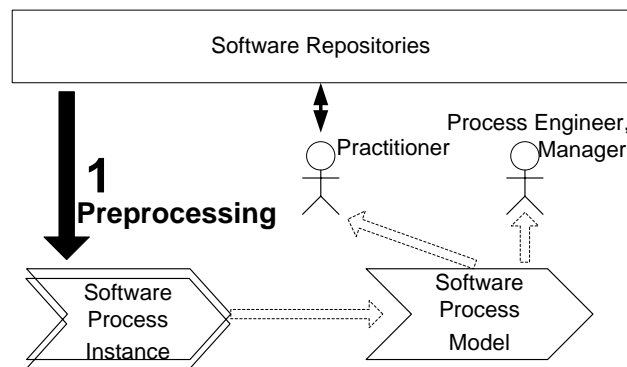 Software Repositories
Process Engineer,
Manager
Practitioner
1
Preprocessing
Software
Process
Instance
Software
Process
Model